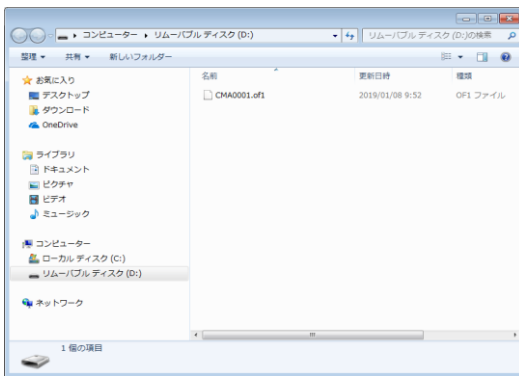 コンピューター ▸ リムーバブル ディスク (D:)
リムーバブル ディスク (D:)の検索
整理 ▼ 共有 ▼ 新しいフォルダー
名前 更新日時 種類
CMA0001.of1 2019/01/08 9:52 OF1 ファイル
お気に入り
デスクトップ
ダウンロード
OneDrive
ライブラリ
ドキュメント
ピクチャ
ビデオ
ミュージック
コンピューター
ローカル ディスク (C:)
リムーバブル ディスク (D:)
ネットワーク
1 個の項目